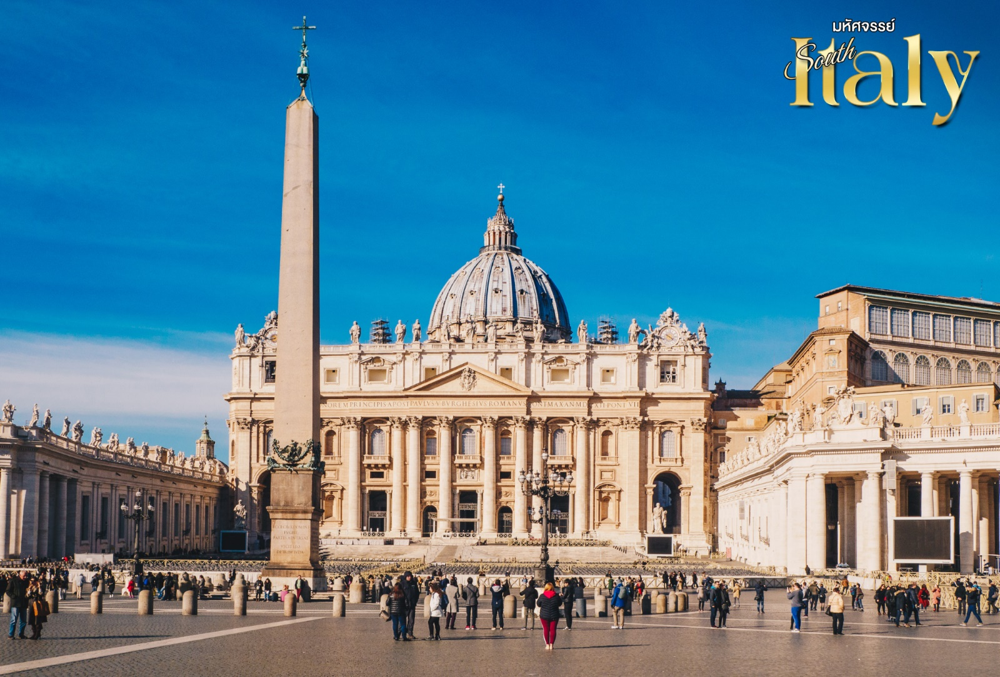 มหัศจรรย์
South
Italy
NOREM PRINCIPIS APOST PAVLVS V BVRGHESIVS ROMANVS PONT MAX AN MD
PONT VII